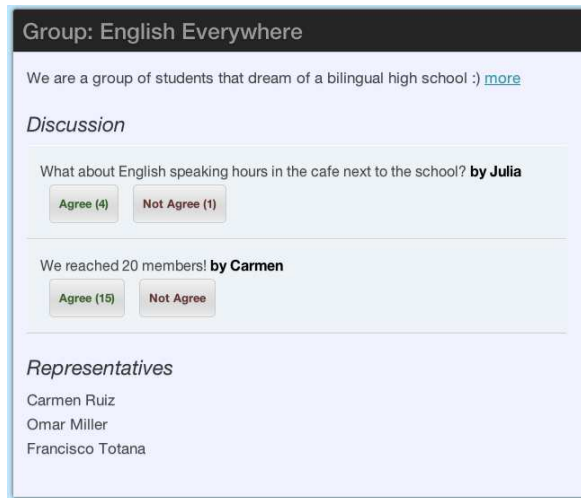 Group: English Everywhere
We are a group of students that dream of a bilingual high school :) more
Discussion
What about English speaking hours in the cafe next to the school? by Julia
Agree (4) Not Agree (1)
We reached 20 members! by Carmen
Agree (15) Not Agree
Representatives
Carmen Ruiz
Omar Miller
Francisco Totana